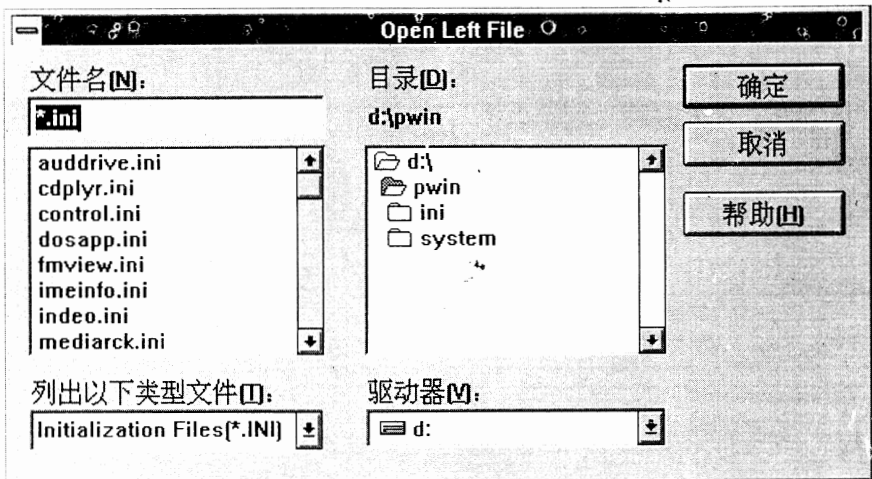 Open Left File
文件名(N):
*.ini
auddrive.ini
cdplyr.ini
control.ini
dosapp.ini
fmview.ini
imeinfo.ini
indeo.ini
mediarck.ini
列出以下类型文件(T):
Initialization Files(*.INI)
目录(D):
d:\pwin
d:\
pwin
ini
system
驱动器(V):
d:
确定
取消
帮助(H)